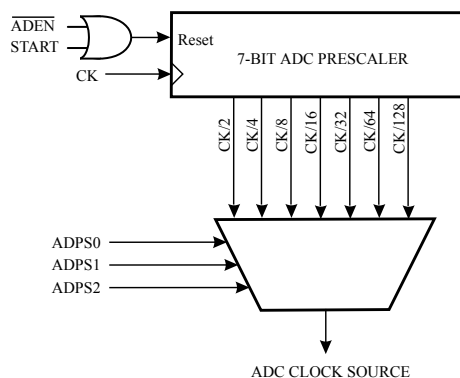 ADEN
START
Reset
7-BIT ADC PRESCALER
CK
CK/2
CK/4
CK/8
CK/16
CK/32
CK/64
CK/128
ADPS0
ADPS1
ADPS2
ADC CLOCK SOURCE